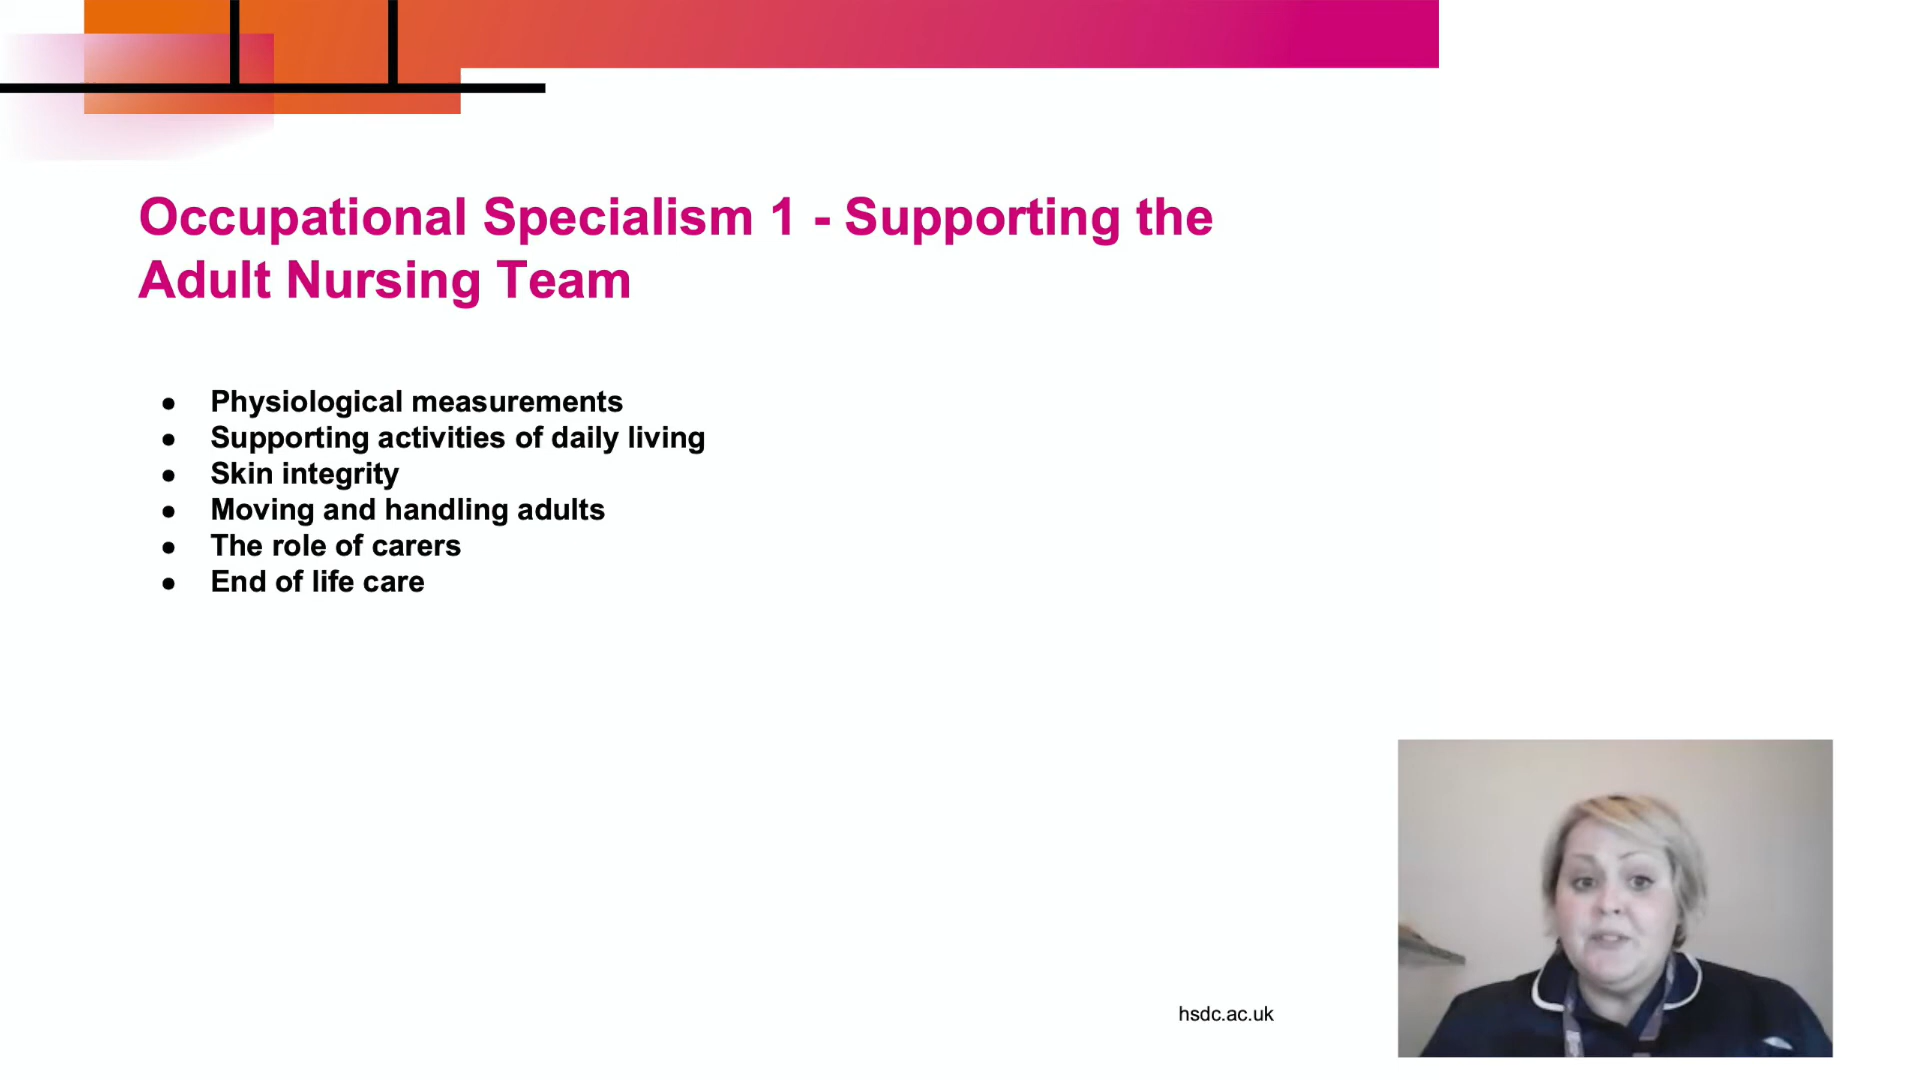 Occupational Specialism 1 - Supporting the
Adult Nursing Team
● Physiological measurements
● Supporting activities of daily living
● Skin integrity
● Moving and handling adults
● The role of carers
● End of life care
hsdc.ac.uk